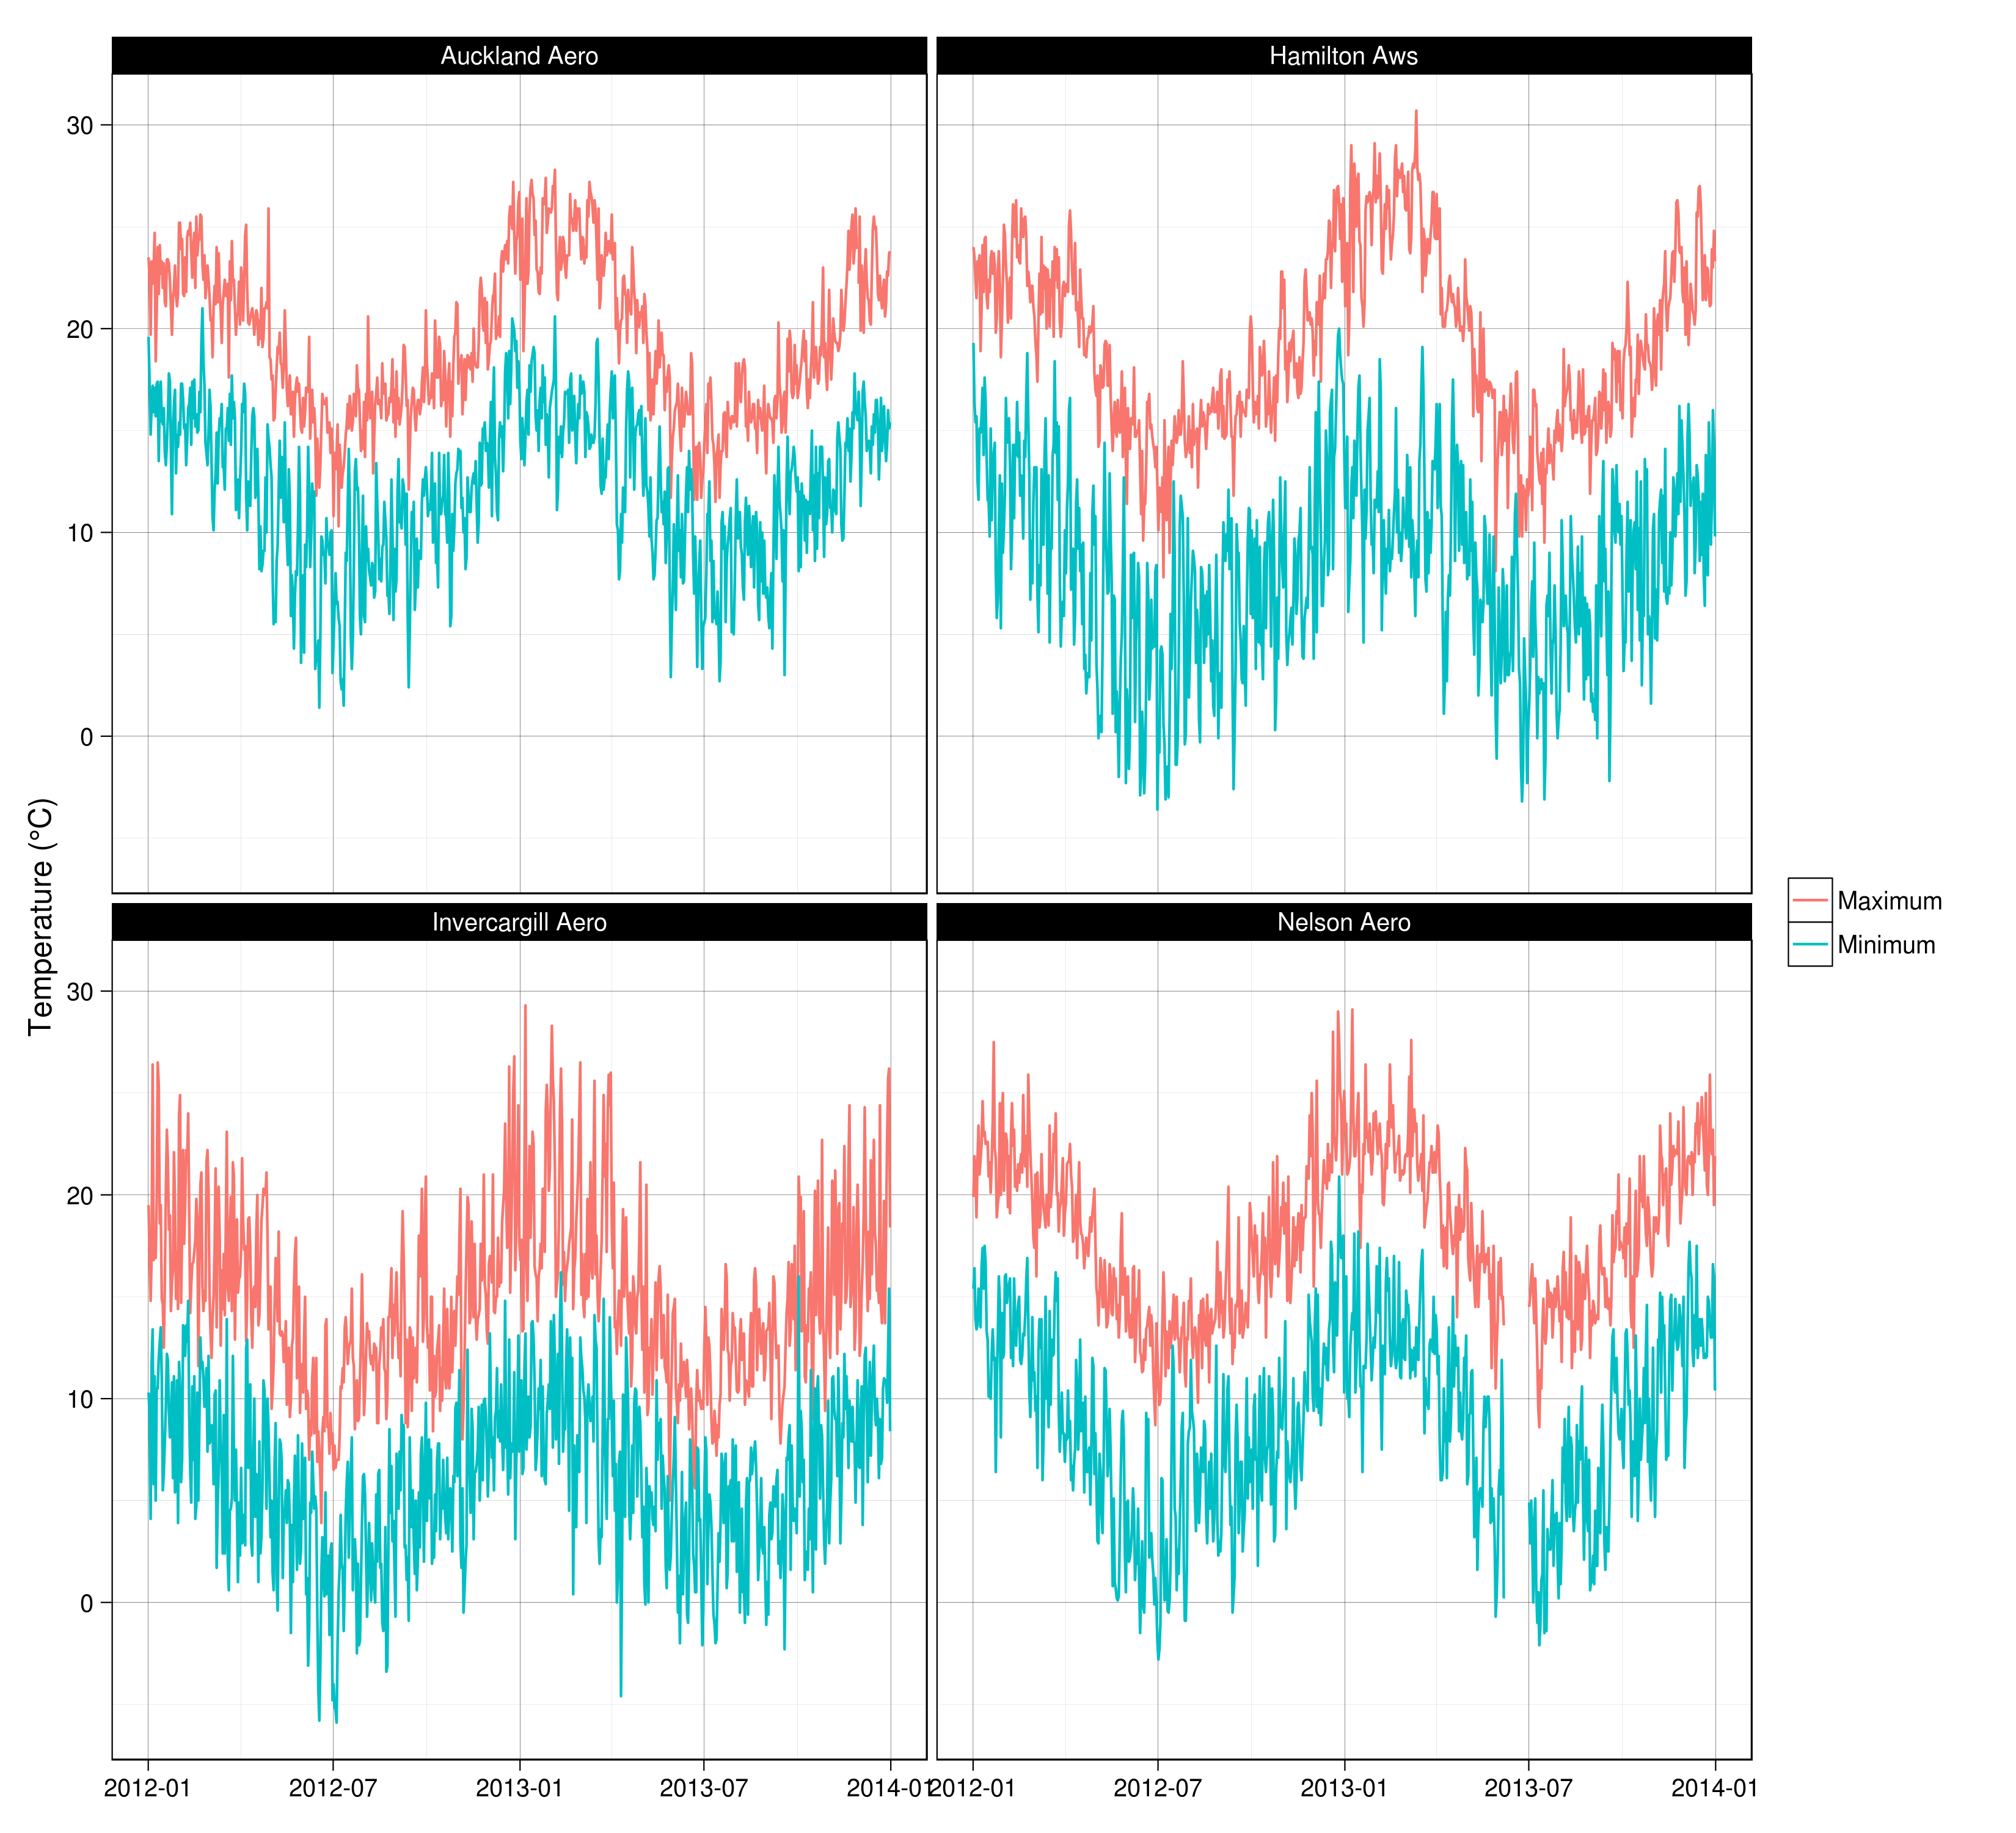 Auckland Aero
Hamilton Aws
30
20
10
0
Temperature (°C)
Invercargill Aero
Nelson Aero
30
20
10
0
2012-01 2012-07 2013-01 2013-07 2014-01
2012-01 2012-07 2013-01 2013-07 2014-01
Maximum
Minimum